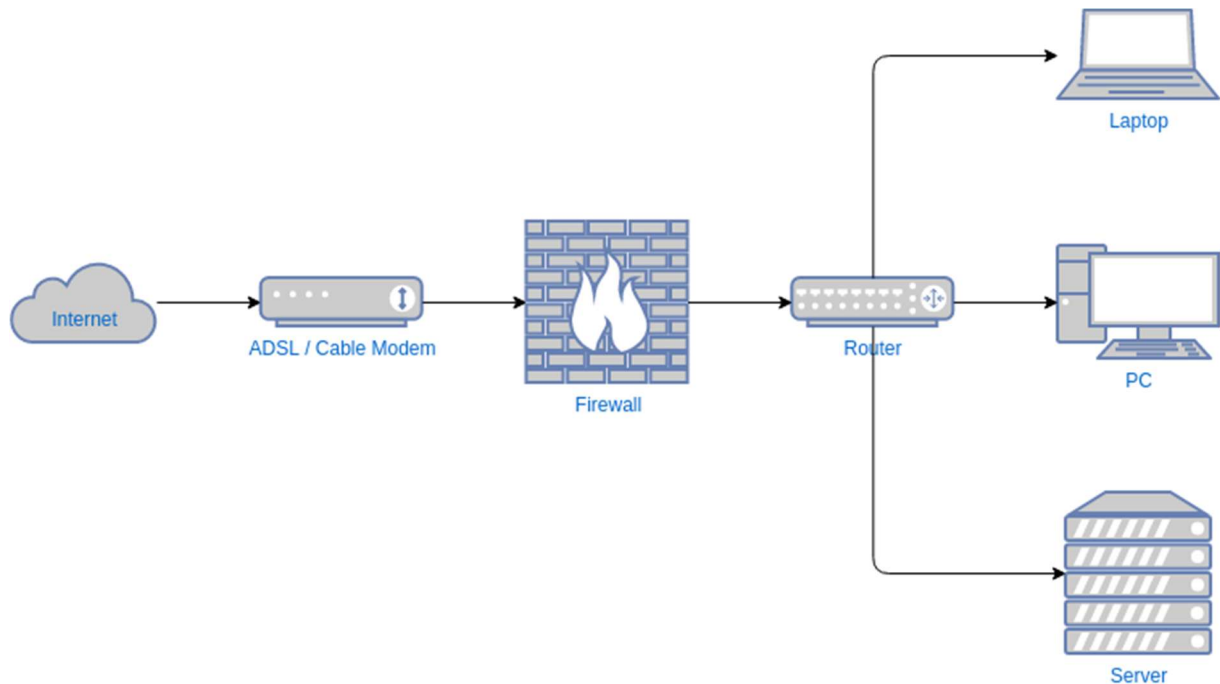 Internet
ADSL / Cable Modem
Firewall
Router
Laptop
PC
Server